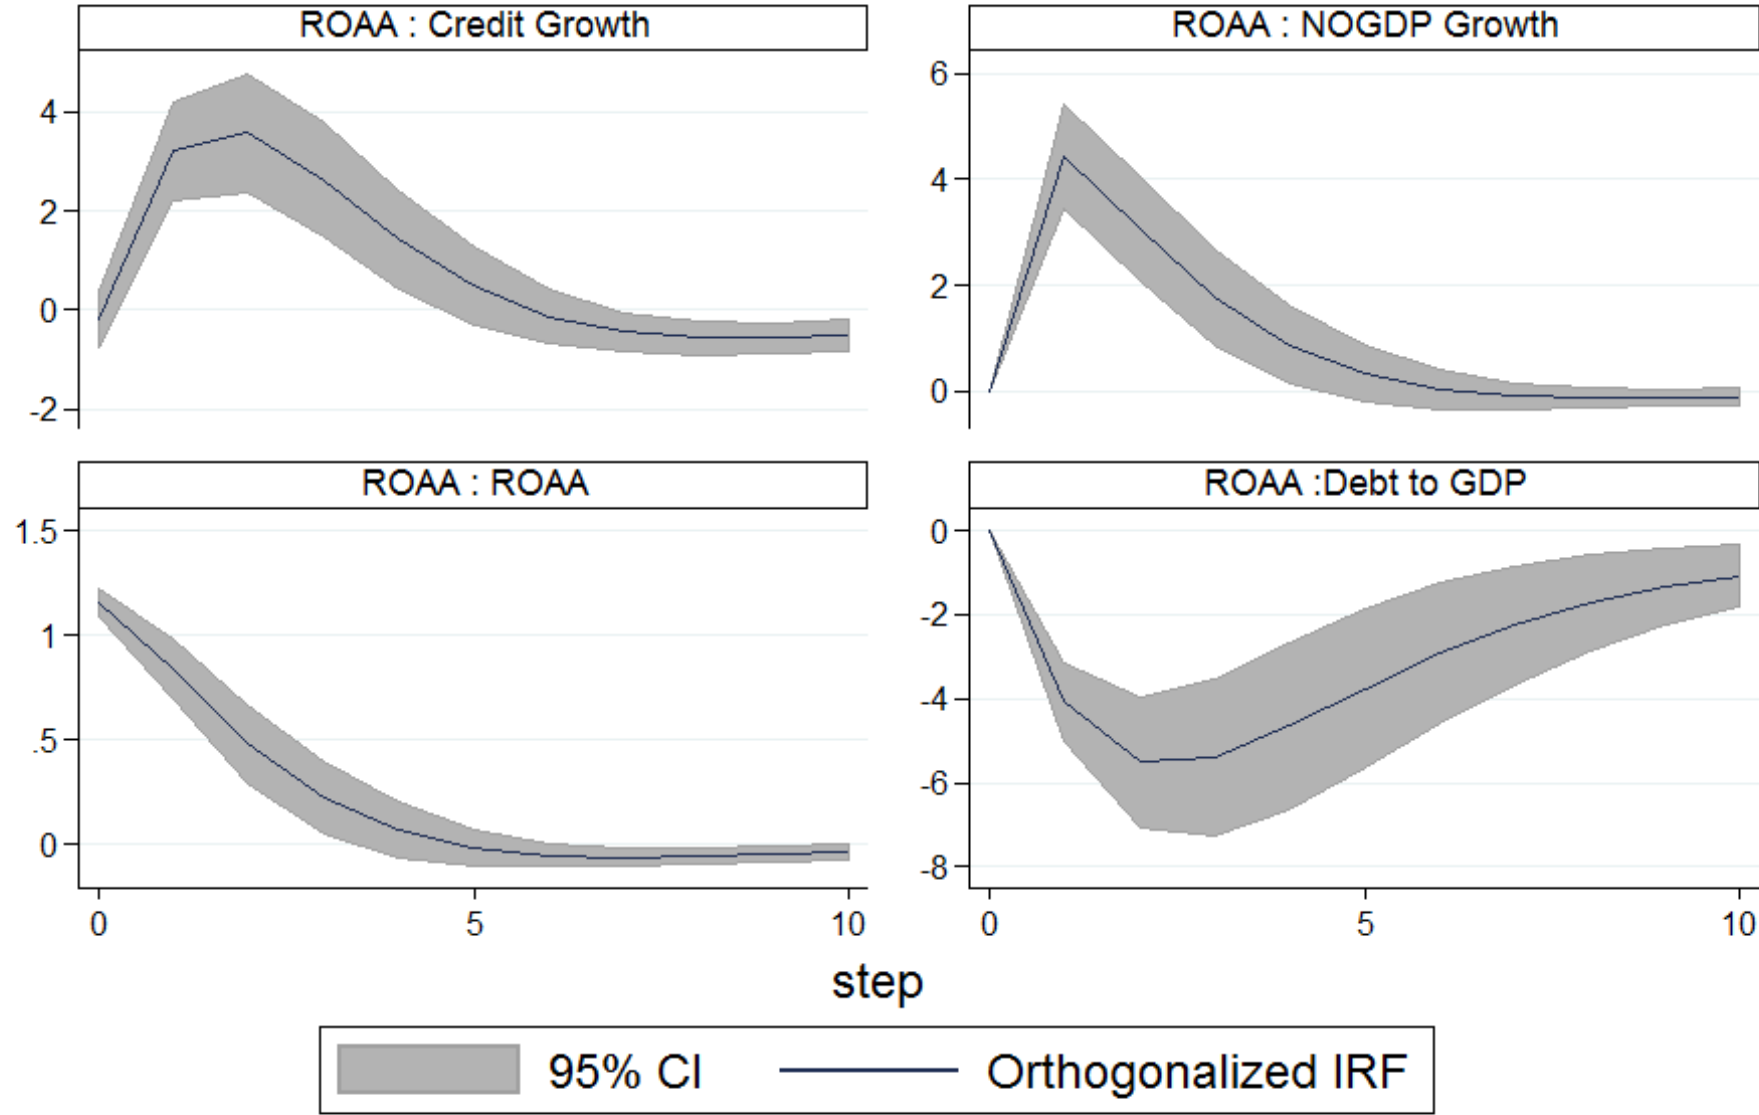 ROAA : Credit Growth
4
2
0
-2
ROAA : NOGDP Growth
6
4
2
0
ROAA : ROAA
1.5
1
.5
0
0 5 10
ROAA :Debt to GDP
0
-2
-4
-6
-8
0 5 10
step
95% CI Orthogonalized IRF